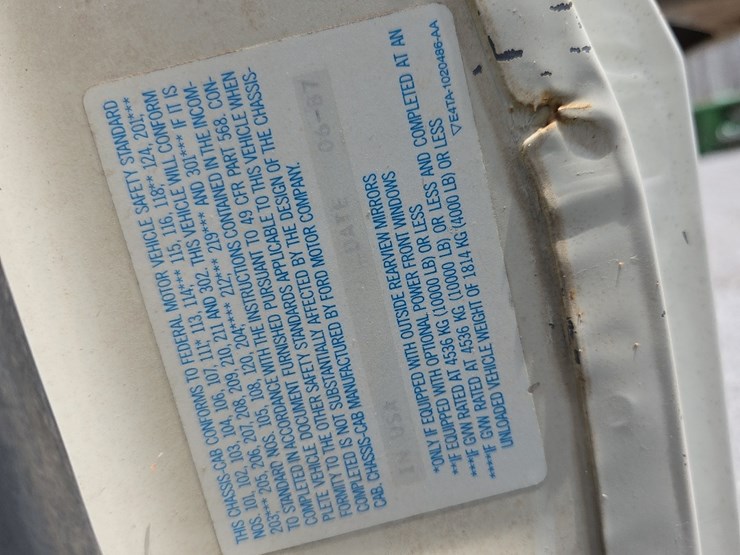 THIS CHASSIS-CAB CONFORMS TO FEDERAL MOTOR VEHICLE SAFETY STANDARD
NOS. 101, 102, 103, 104, 106, 107, 111* 113, 114,*** 115, 116, 118** 124, 201,***
203,*** 205, 206, 207, 208, 209, 210, 211 AND 302. THIS VEHICLE WILL CONFORM
TO STANDARD NOS. 105, 108, 120, 204,**** 212,**** 219**** AND 301*** IF IT IS
COMPLETED IN ACCORDANCE WITH THE INSTRUCTIONS CONTAINED IN THE INCOM-
PLETE VEHICLE DOCUMENT FURNISHED PURSUANT TO 49 CFR PART 568. CON-
FORMITY TO THE OTHER SAFETY STANDARDS APPLICABLE TO THIS VEHICLE WHEN
COMPLETED IS NOT SUBSTANTIALLY AFFECTED BY THE DESIGN OF THE CHASSIS-
CAB. CHASSIS-CAB MANUFACTURED BY FORD MOTOR COMPANY.
IN USA DATE 06-87
*ONLY IF EQUIPPED WITH OUTSIDE REARVIEW MIRRORS
**IF EQUIPPED WITH OPTIONAL POWER FRONT WINDOWS
***IF GVW RATED AT 4536 KG (10000 LB) OR LESS
****IF GVW RATED AT 4536 KG (10000 LB) OR LESS AND COMPLETED AT AN
UNLOADED VEHICLE WEIGHT OF 1814 KG (4000 LB) OR LESS
▽E4TA-1020486-AA